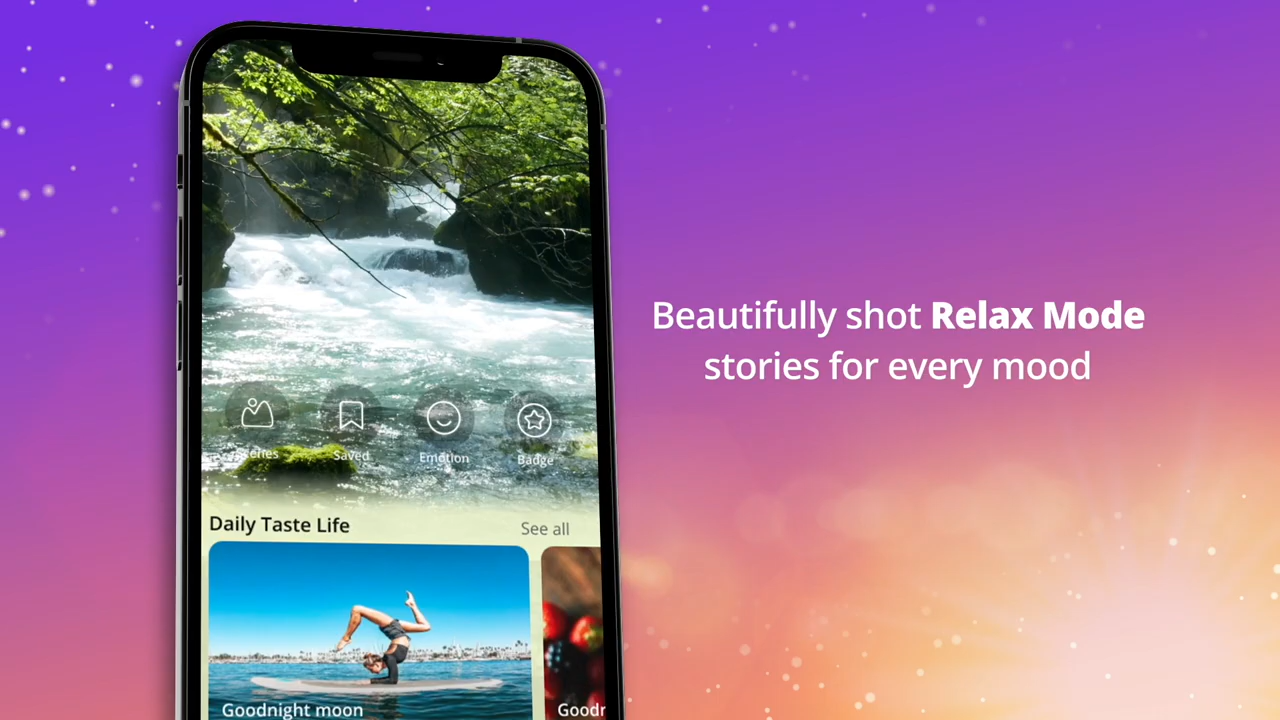 Beautifully shot Relax Mode
stories for every mood
Saved
Emotion
Badge
Daily Taste Life
See all
Goodnight moon